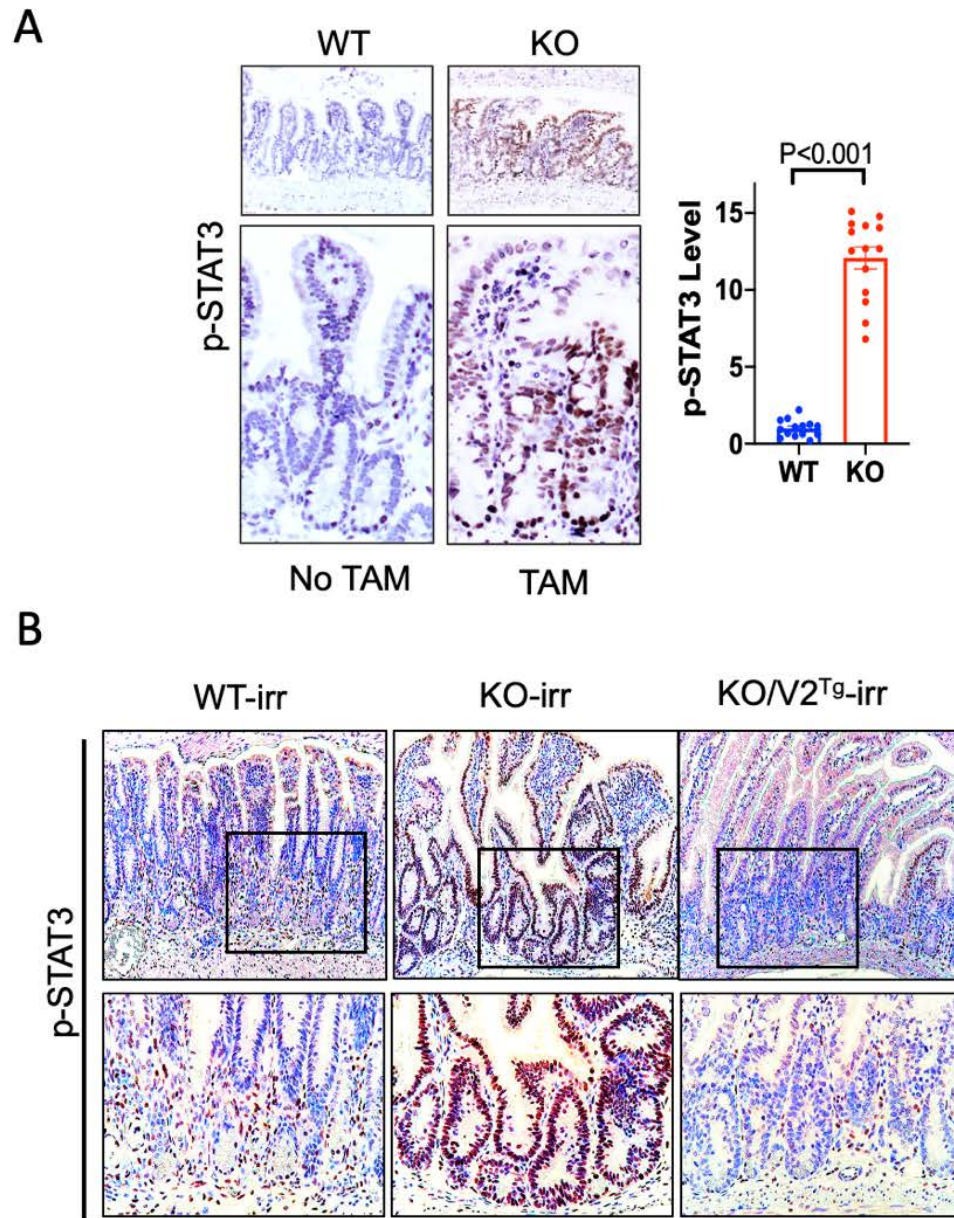 A
WT
KO
p-STAT3
No TAM
TAM
P<0.001
p-STAT3 Level
15
10
5
0
WT
KO
B
WT-irr
KO-irr
KO/V2ᵀᵍ-irr
p-STAT3